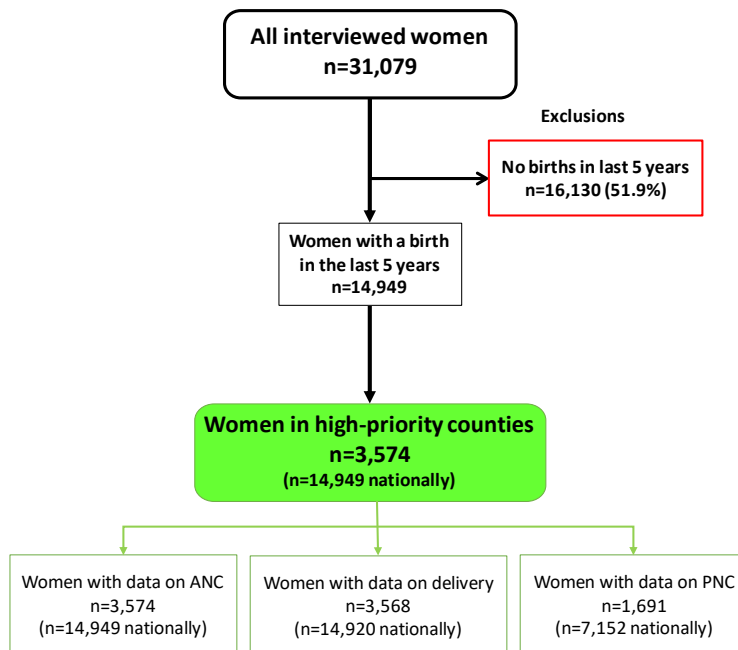 All interviewed women
n=31,079
Exclusions
No births in last 5 years
n=16,130 (51.9%)
Women with a birth
in the last 5 years
n=14,949
Women in high-priority counties
n=3,574
(n=14,949 nationally)
Women with data on ANC
n=3,574
(n=14,949 nationally)
Women with data on delivery
n=3,568
(n=14,920 nationally)
Women with data on PNC
n=1,691
(n=7,152 nationally)